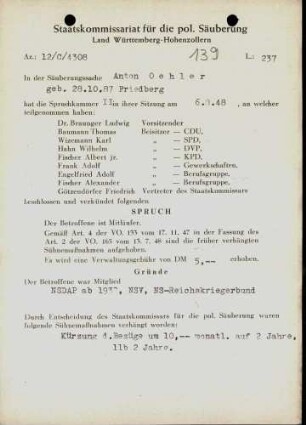 Staatskommissariat für die pol. Säuberung
Land Württemberg-Hohenzollern
Az.: 12/C/1308 139 L: 237
In der Säuberungssache Anton Oehler
geb. 28.10.87 Friedberg
hat die Spruchkammer II in ihrer Sitzung am 6.9.48, an welcher
teilgenommen haben:
Dr. Braunger Ludwig Vorsitzender
Baumann Thomas Beisitzer — CDU,
Wizemann Karl „ — SPD,
Hahn Wilhelm „ — DVP,
Fischer Albert jr. „ — KPD,
Frank Adolf „ — Gewerkschaften,
Engelfried Adolf „ — Berufsgruppe,
Fischer Alexander „ — Berufsgruppe,
Götzendörfer Friedrich Vertreter des Staatskommissars
beschlossen und verkündet folgenden:
SPRUCH
Der Betroffene ist Mitläufer.
Gemäß Art. 4 der VO. 133 vom 17. 11. 47 in der Fassung des
Art. 2 der VO. 165 vom 13. 7. 48 sind die früher verhängten
Sühnemaßnahmen aufgehoben.
Es wird eine Verwaltungsgebühr von DM 5,-- erhoben.
Gründe
Der Betroffene war Mitglied
NSDAP ab NSV, NS-Reichskriegerbund
Durch Entscheidung des Staatskommissariats für die pol. Säuberung waren
folgende Sühnemaßnahmen verhängt worden:
Kürzung d.Bezüge um 10,-- monatl. auf 2 Jahre,
11b 2 Jahre.